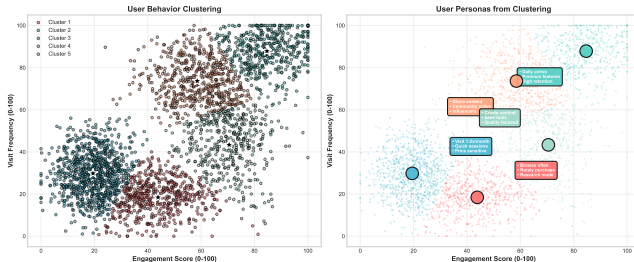 User Behavior Clustering
Cluster 1
Cluster 2
Cluster 3
Cluster 4
Cluster 5
Visit Frequency (0-100)
100
80
60
40
20
0
0
20
40
60
80
100
Engagement Score (0-100)
User Personas from Clustering
• Daily active
Premium features
High retention
• Share content
• Community
• Influencers
• Create content
• Seek tools
• Quality focused
• Visit 1-2x/month
• Quick sessions
• Price sensitive
• Browse often
• Rarely purchase
• Research mode
Visit Frequency (0-100)
100
80
60
40
20
0
0
20
40
60
80
100
Engagement Score (0-100)